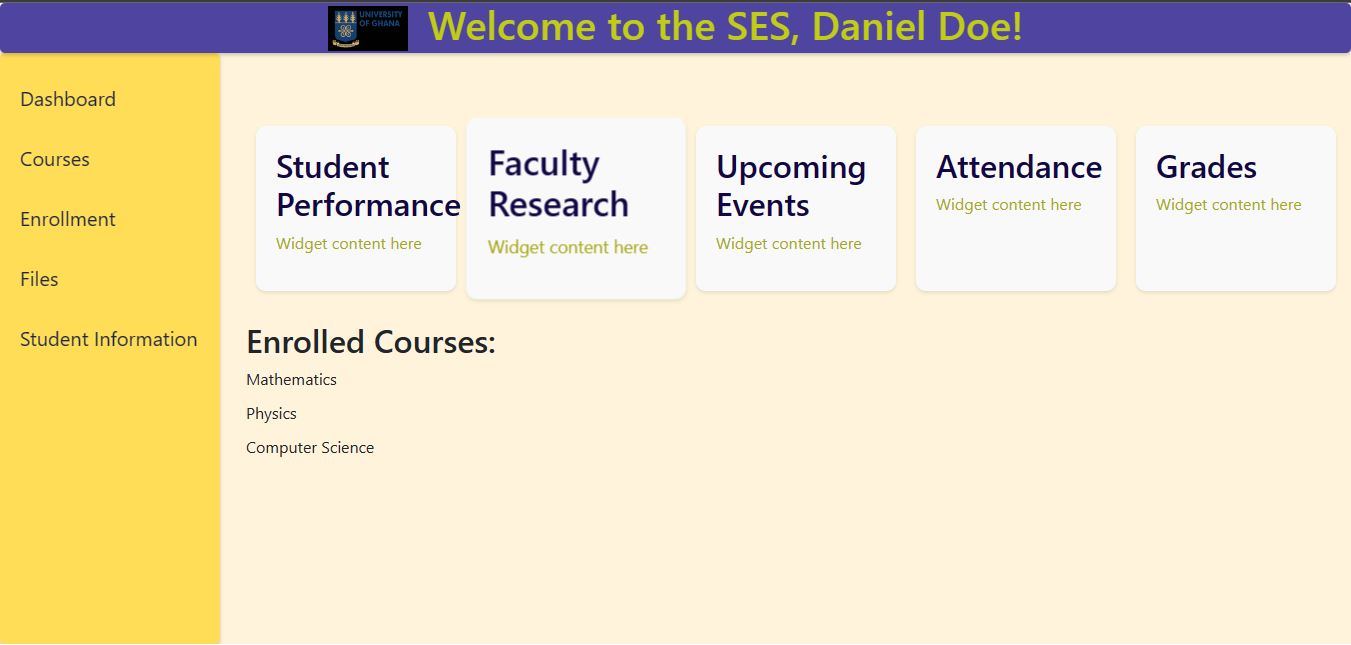 UNIVERSITY
OF GHANA
Welcome to the SES, Daniel Doe!
Dashboard
Courses
Enrollment
Files
Student Information
Student
Performance
Widget content here
Faculty
Research
Widget content here
Upcoming
Events
Widget content here
Attendance
Widget content here
Grades
Widget content here
Enrolled Courses:
Mathematics
Physics
Computer Science